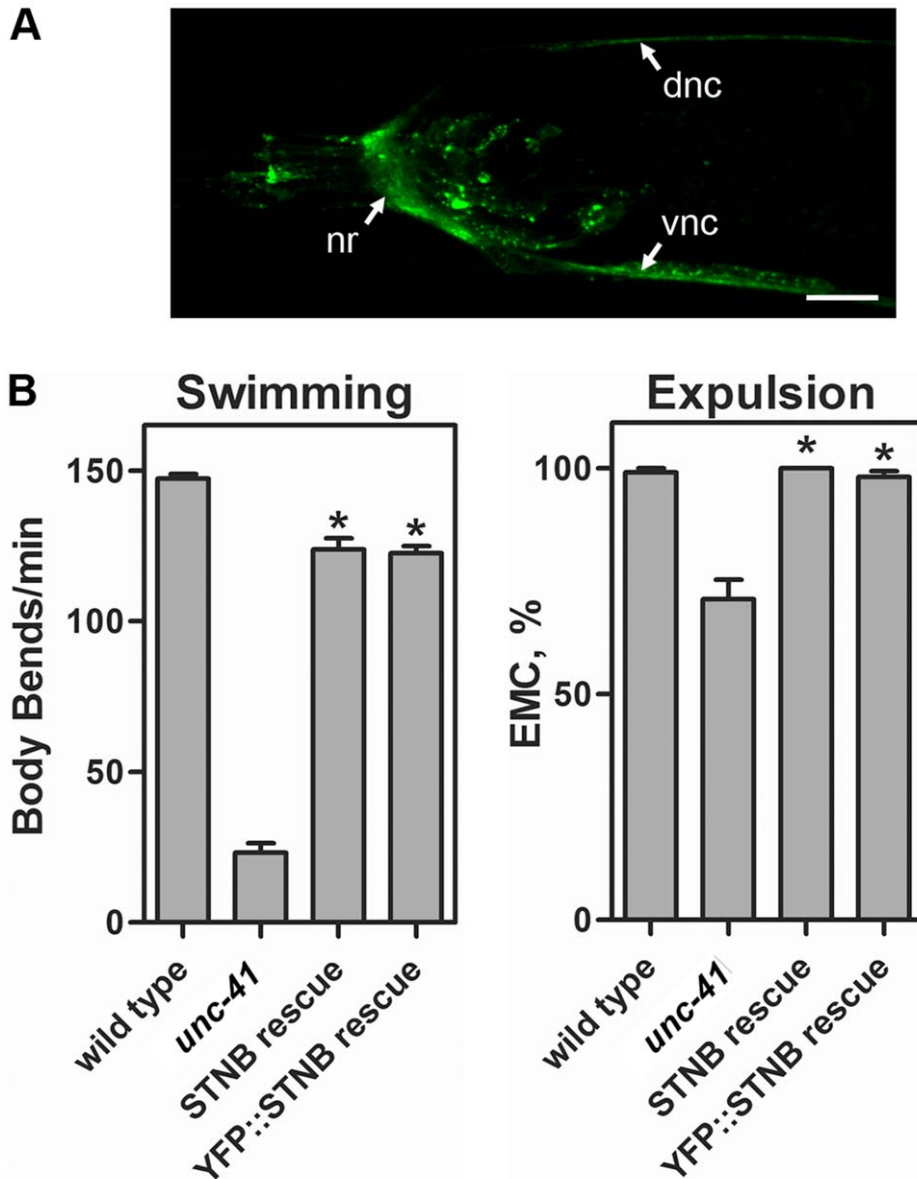 A
dnc
nr
vnc
B
Swimming
Body Bends/min
150
100
50
0
*
*
wild type
unc-41
STNB rescue
YFP::STNB rescue
Expulsion
EMC, %
100
50
0
*
*
wild type
unc-41
STNB rescue
YFP::STNB rescue